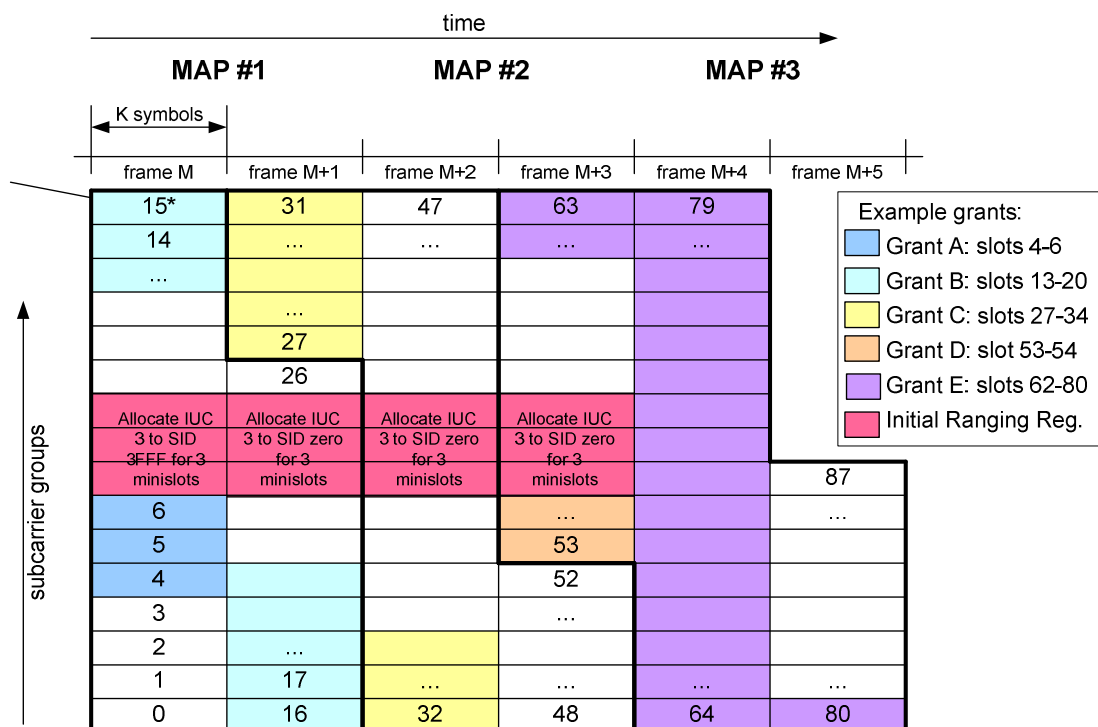 time
MAP #1 MAP #2 MAP #3
K symbols
frame M frame M+1 frame M+2 frame M+3 frame M+4 frame M+5
15* 31 47 63 79
14 ... ... ... ...
...
...
27
26
Allocate IUC 3 to SID 3FFF for 3 minislots
Allocate IUC 3 to SID zero for 3 minislots
Allocate IUC 3 to SID zero for 3 minislots
Allocate IUC 3 to SID zero for 3 minislots
87
6 ... ...
5 53
4 52
3 ...
2 ...
1 17 ... ... ... ...
0 16 32 48 64 80
subcarrier groups
Example grants:
Grant A: slots 4-6
Grant B: slots 13-20
Grant C: slots 27-34
Grant D: slot 53-54
Grant E: slots 62-80
Initial Ranging Reg.